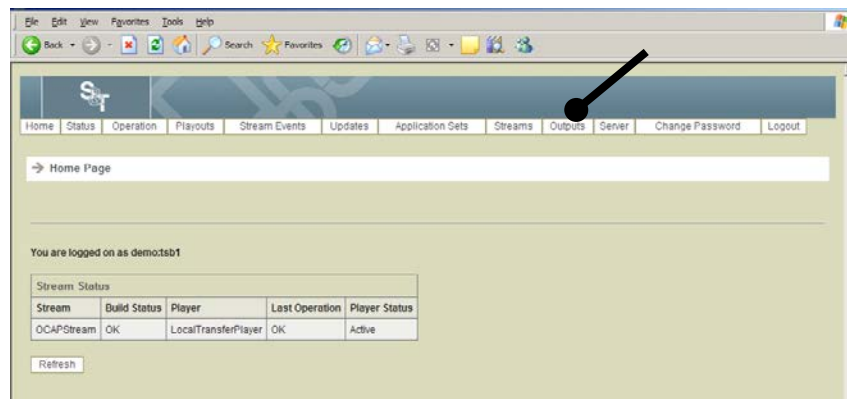 File Edit View Favorites Tools Help
Back Search Favorites
S&T
Home Status Operation Playouts Stream Events Updates Application Sets Streams Outputs Server Change Password Logout
→ Home Page
You are logged on as demo:tsb1
Stream Status
Stream Build Status Player Last Operation Player Status
OCAPStream OK LocalTransferPlayer OK Active
Refresh